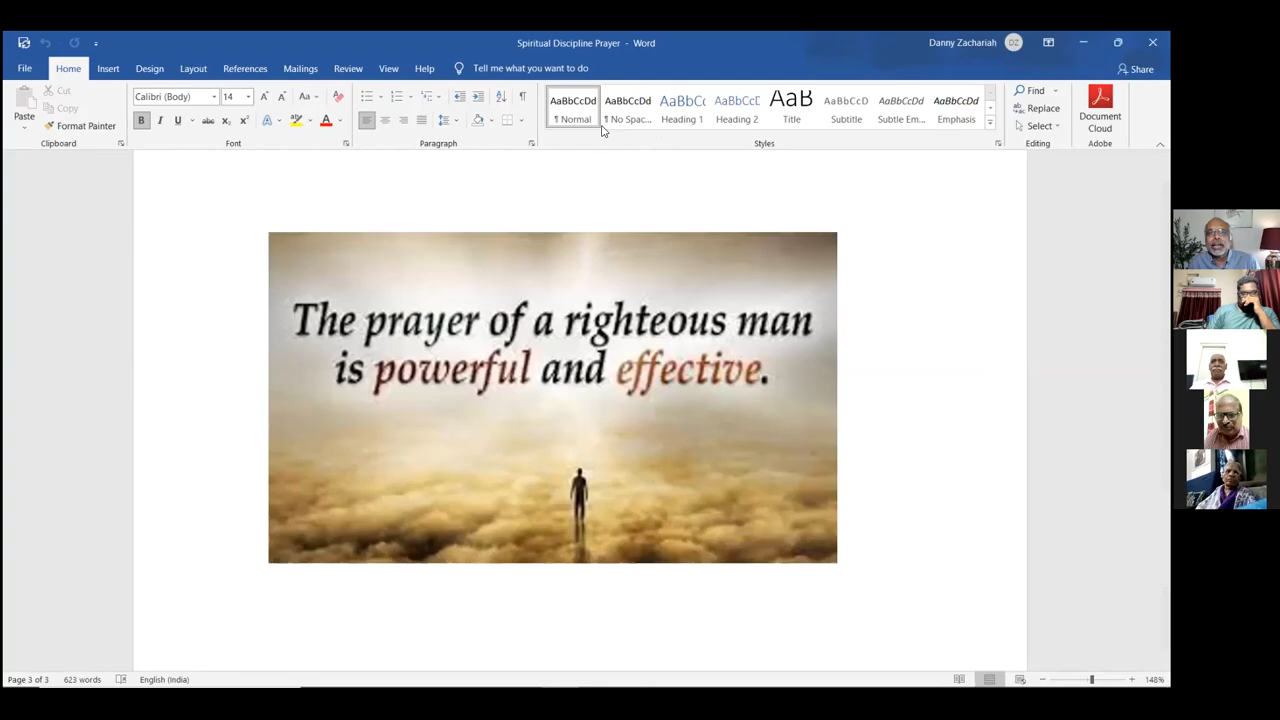 Spiritual Discipline Prayer - Word
Danny Zachariah
DZ
File
Home
Insert
Design
Layout
References
Mailings
Review
View
Help
Tell me what you want to do
Share
Paste
Cut
Copy
Format Painter
Clipboard
Calibri (Body)
14
Font
Paragraph
AaBbCcDd
¶ Normal
AaBbCcDd
¶ No Spac...
AaBbCc
Heading 1
AaBbCcD
Heading 2
AaB
Title
AaBbCcD
Subtitle
AaBbCcDd
Subtle Em...
AaBbCcDd
Emphasis
Styles
Find
Replace
Select
Editing
Document
Cloud
Adobe
The prayer of a righteous man
is powerful and effective.
Page 3 of 3
623 words
English (India)
148%